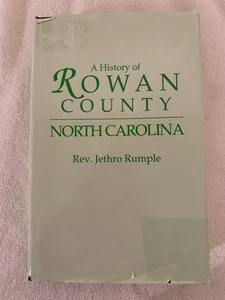 A History of
ROWAN
COUNTY
NORTH CAROLINA
Rev. Jethro Rumple